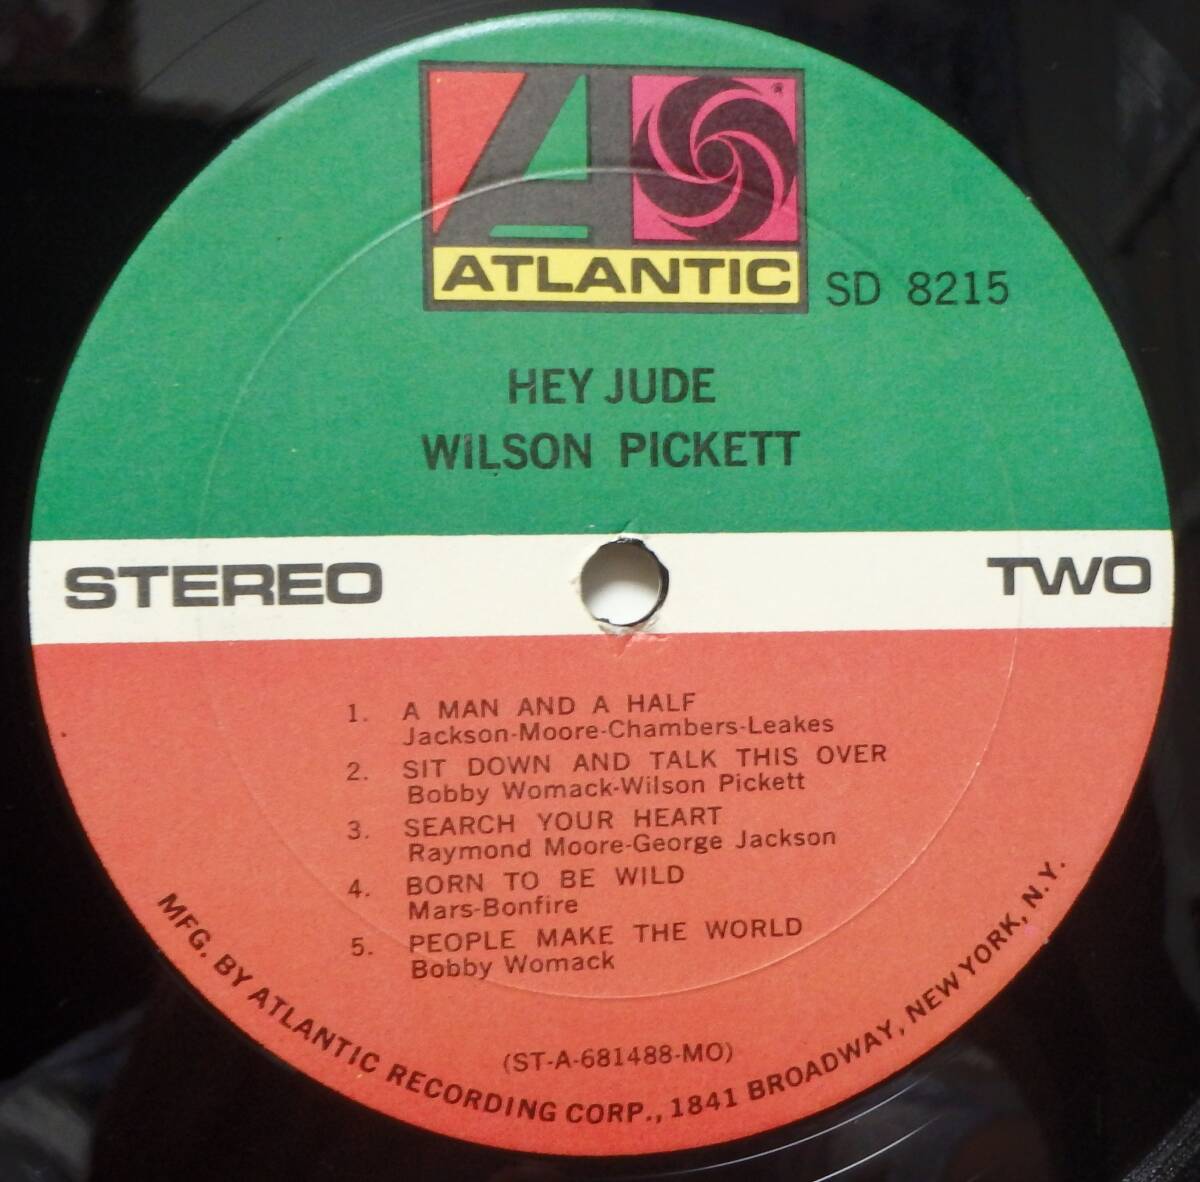 ATLANTIC
SD 8215
HEY JUDE
WILSON PICKETT
STEREO
TWO
1. A MAN AND A HALF
Jackson-Moore-Chambers-Leakes
2. SIT DOWN AND TALK THIS OVER
Bobby Womack-Wilson Pickett
3. SEARCH YOUR HEART
Raymond Moore-George Jackson
4. BORN TO BE WILD
Mars-Bonfire
5. PEOPLE MAKE THE WORLD
Bobby Womack
(ST-A-681488-MO)
MFG. BY ATLANTIC RECORDING CORP., 1841 BROADWAY, NEW YORK, N.Y.